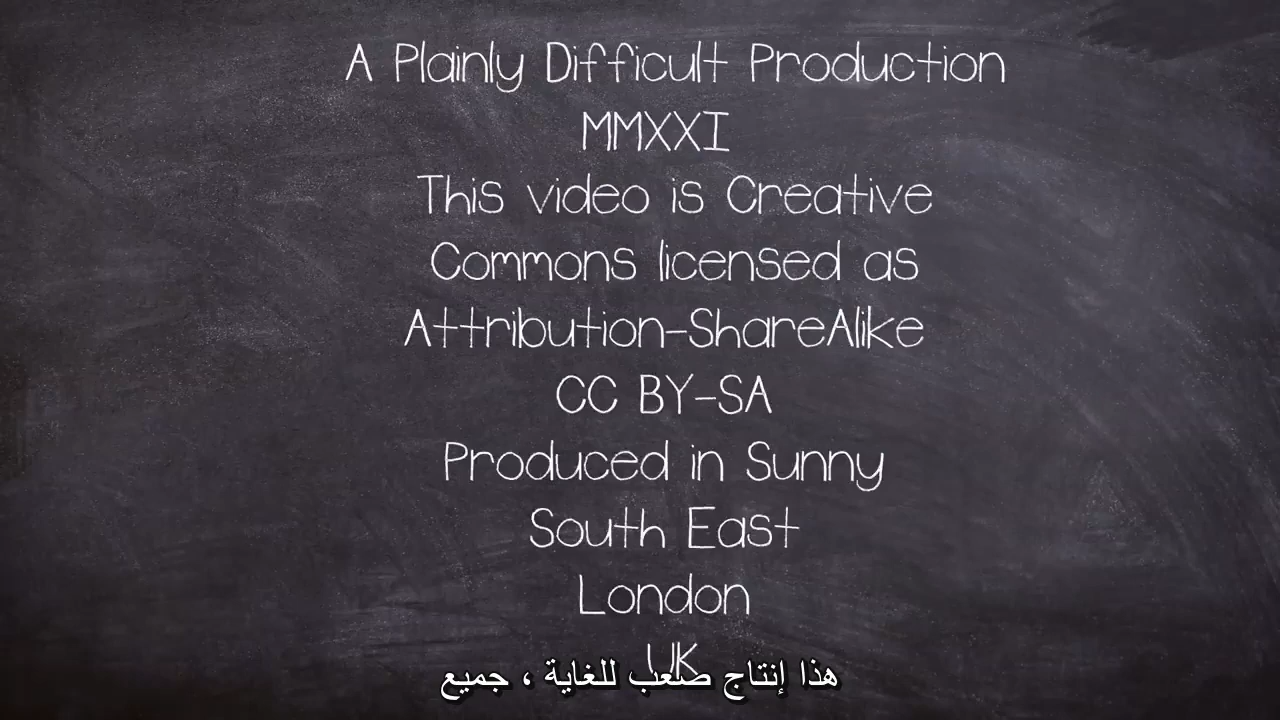 A Plainly Difficult Production
MMXXI
This video is Creative
Commons licensed as
Attribution-ShareAlike
CC BY-SA
Produced in Sunny
South East
London
UK
هذا إنتاج صعب للغاية ، جميع